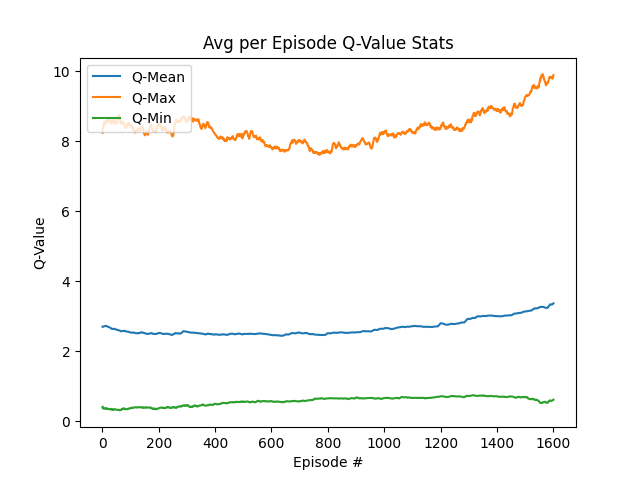 Avg per Episode Q-Value Stats
Q-Mean
Q-Max
Q-Min
Q-Value
10
8
6
4
2
0
0 200 400 600 800 1000 1200 1400 1600
Episode #